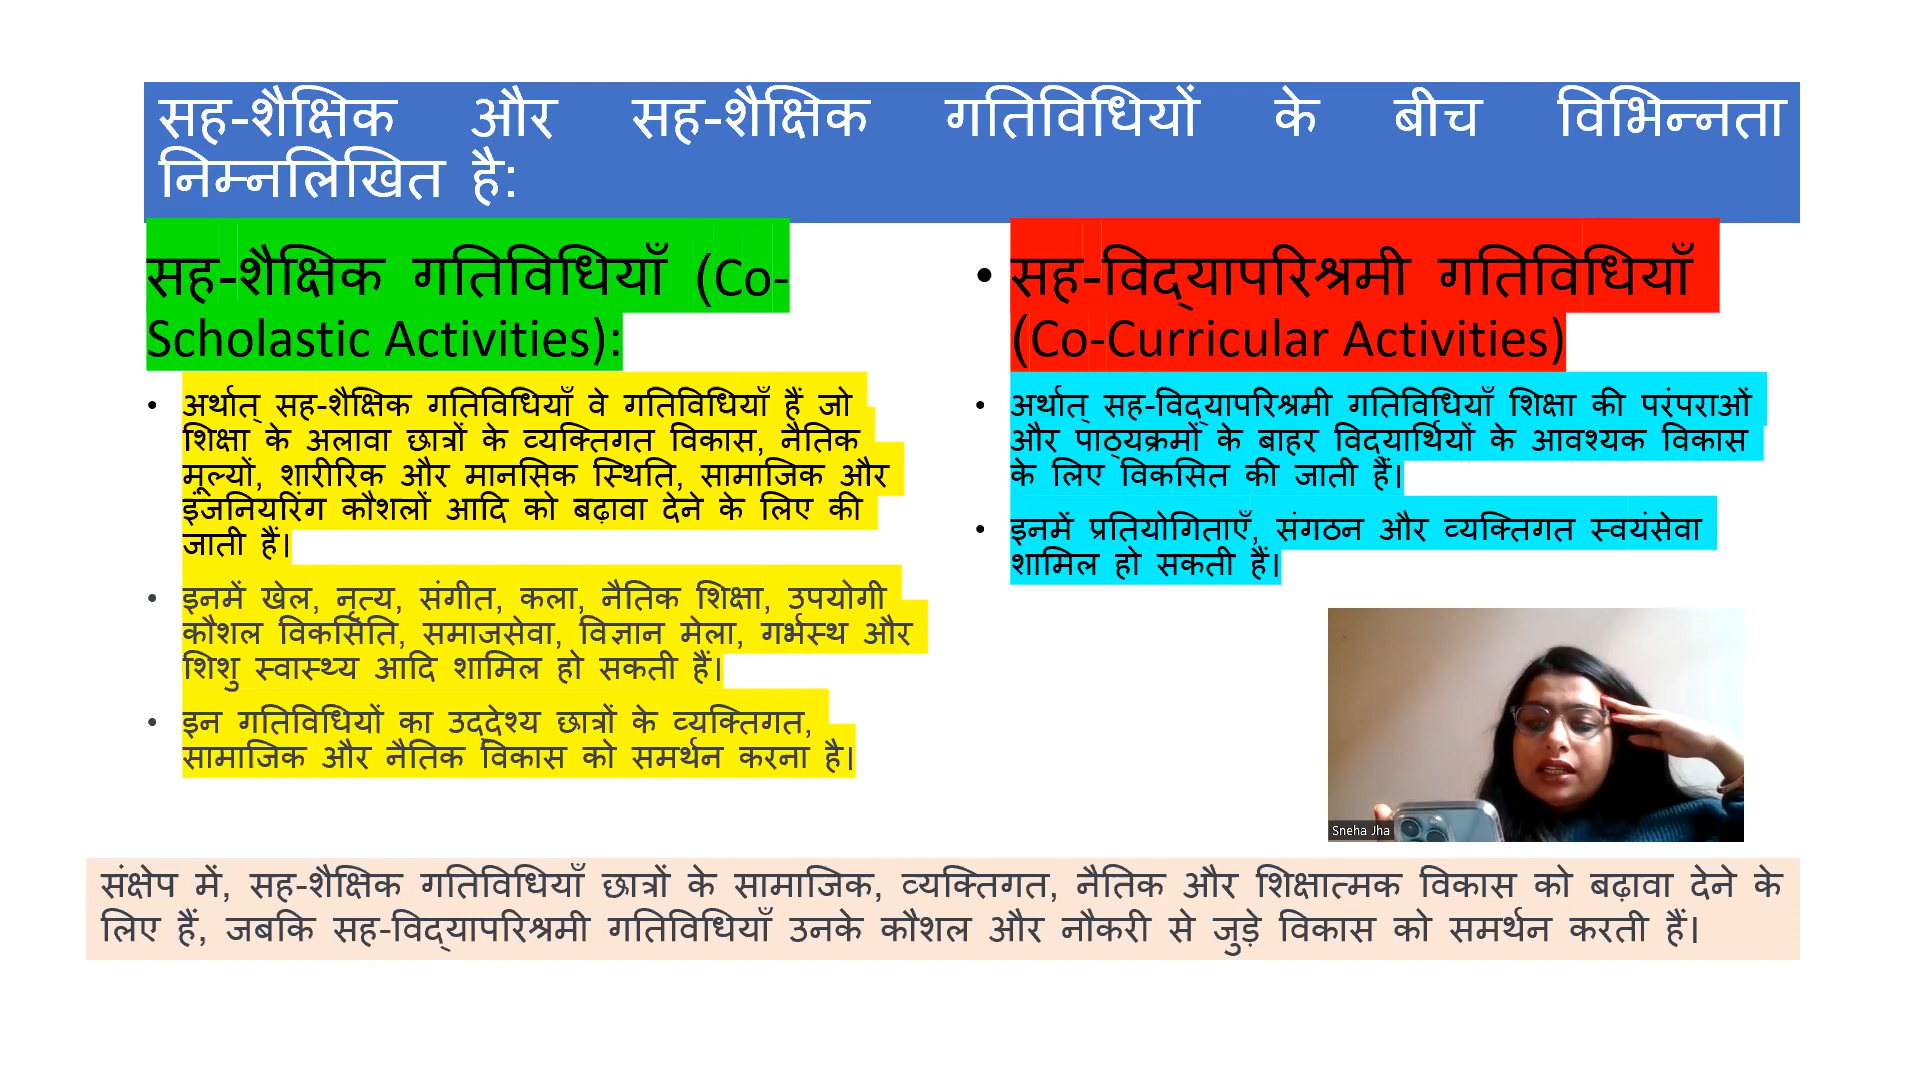 सह-शैक्षिक और सह-शैक्षिक गतिविधियों के बीच विभिन्नता
निम्नलिखित है:
सह-शैक्षिक गतिविधियाँ (Co-
Scholastic Activities):
• अर्थात् सह-शैक्षिक गतिविधियाँ वे गतिविधियाँ हैं जो
शिक्षा के अलावा छात्रों के व्यक्तिगत विकास, नैतिक
मूल्यों, शारीरिक और मानसिक स्थिति, सामाजिक और
इंजनियरिंग कौशलों आदि को बढ़ावा देने के लिए की
जाती हैं।
• इनमें खेल, नृत्य, संगीत, कला, नैतिक शिक्षा, उपयोगी
कौशल विकसिति, समाजसेवा, विज्ञान मेला, गर्भस्थ और
शिशु स्वास्थ्य आदि शामिल हो सकती हैं।
• इन गतिविधियों का उद्देश्य छात्रों के व्यक्तिगत,
सामाजिक और नैतिक विकास को समर्थन करना है।
• सह-विद्यापरिश्रमी गतिविधियाँ
(Co-Curricular Activities)
• अर्थात् सह-विद्यापरिश्रमी गतिविधियाँ शिक्षा की परंपराओं
और पाठ्यक्रमों के बाहर विद्यार्थियों के आवश्यक विकास
के लिए विकसित की जाती हैं।
• इनमें प्रतियोगिताएँ, संगठन और व्यक्तिगत स्वयंसेवा
शामिल हो सकती हैं।
Sneha Jha
संक्षेप में, सह-शैक्षिक गतिविधियाँ छात्रों के सामाजिक, व्यक्तिगत, नैतिक और शिक्षात्मक विकास को बढ़ावा देने के
लिए हैं, जबकि सह-विद्यापरिश्रमी गतिविधियाँ उनके कौशल और नौकरी से जुड़े विकास को समर्थन करती हैं।